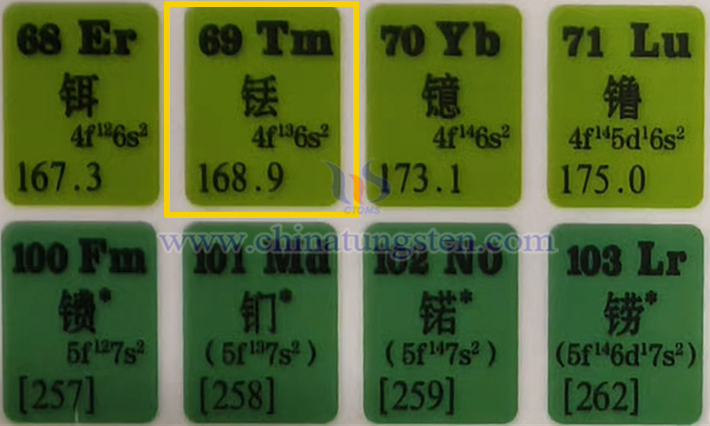 68 Er
铒
4f¹²6s²
167.3
69 Tm
铥
4f¹³6s²
168.9
70 Yb
镱
4f¹⁴6s²
173.1
71 Lu
镥
4f¹⁴5d¹6s²
175.0
CTOMS
www.chinatungsten.com
100 Fm
镄*
5f¹²7s²
[257]
101 Md
钔*
(5f¹³7s²)
[258]
102 NO
锘*
(5f¹⁴7s²)
[259]
103 Lr
铹*
(5f¹⁴6d¹7s²)
[262]